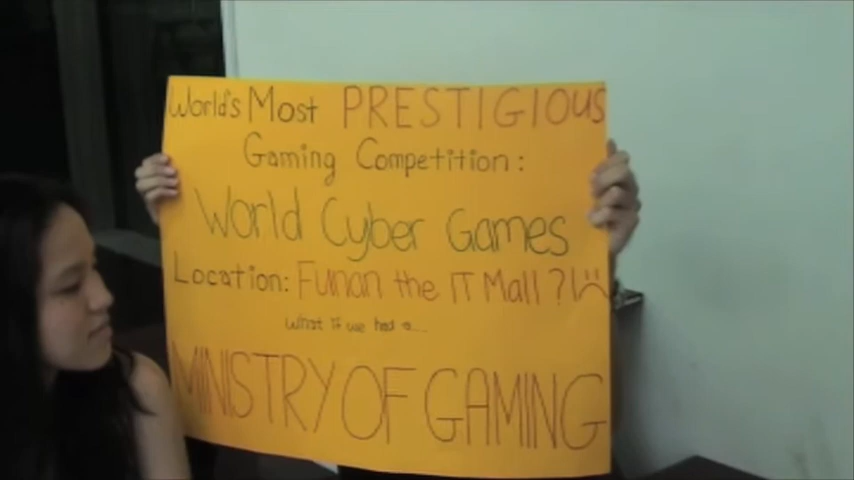 World's Most PRESTIGIOUS
Gaming Competition:
World Cyber Games
Location: Funan the IT Mall?!
What if we had a...
MINISTRY OF GAMING